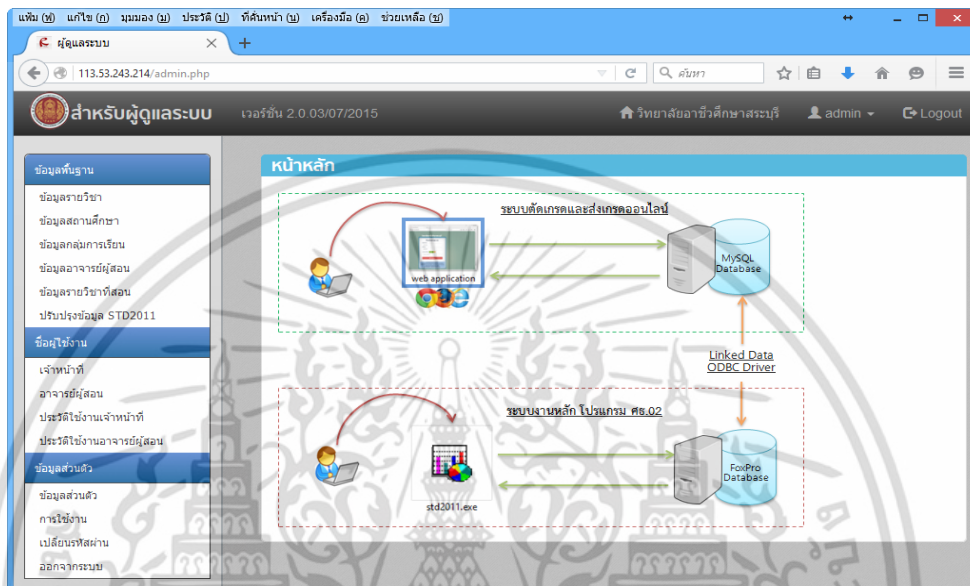 แฟ้ม (ฟ) แก้ไข (ก) มุมมอง (ม) ประวัติ (ป) ที่คั่นหน้า (น) เครื่องมือ (ค) ช่วยเหลือ (ช)
ผู้ดูแลระบบ
113.53.243.214/admin.php
ค้นหา
สำหรับผู้ดูแลระบบ เวอร์ชั่น 2.0.03/07/2015 วิทยาลัยอาชีวศึกษาสระบุรี admin Logout
ข้อมูลพื้นฐาน
ข้อมูลรายวิชา
ข้อมูลสถานศึกษา
ข้อมูลกลุ่มการเรียน
ข้อมูลอาจารย์ผู้สอน
ข้อมูลรายวิชาที่สอน
ปรับปรุงข้อมูล STD2011
ชื่อผู้ใช้งาน
เจ้าหน้าที่
อาจารย์ผู้สอน
ประวัติใช้งานเจ้าหน้าที่
ประวัติใช้งานอาจารย์ผู้สอน
ข้อมูลส่วนตัว
ข้อมูลส่วนตัว
การใช้งาน
เปลี่ยนรหัสผ่าน
ออกจากระบบ
หน้าหลัก
ระบบตัดเกรดและส่งเกรดออนไลน์
web application
MySQL
Database
Linked Data
ODBC Driver
ระบบงานหลัก โปรแกรม ศธ.02
std2011.exe
FoxPro
Database